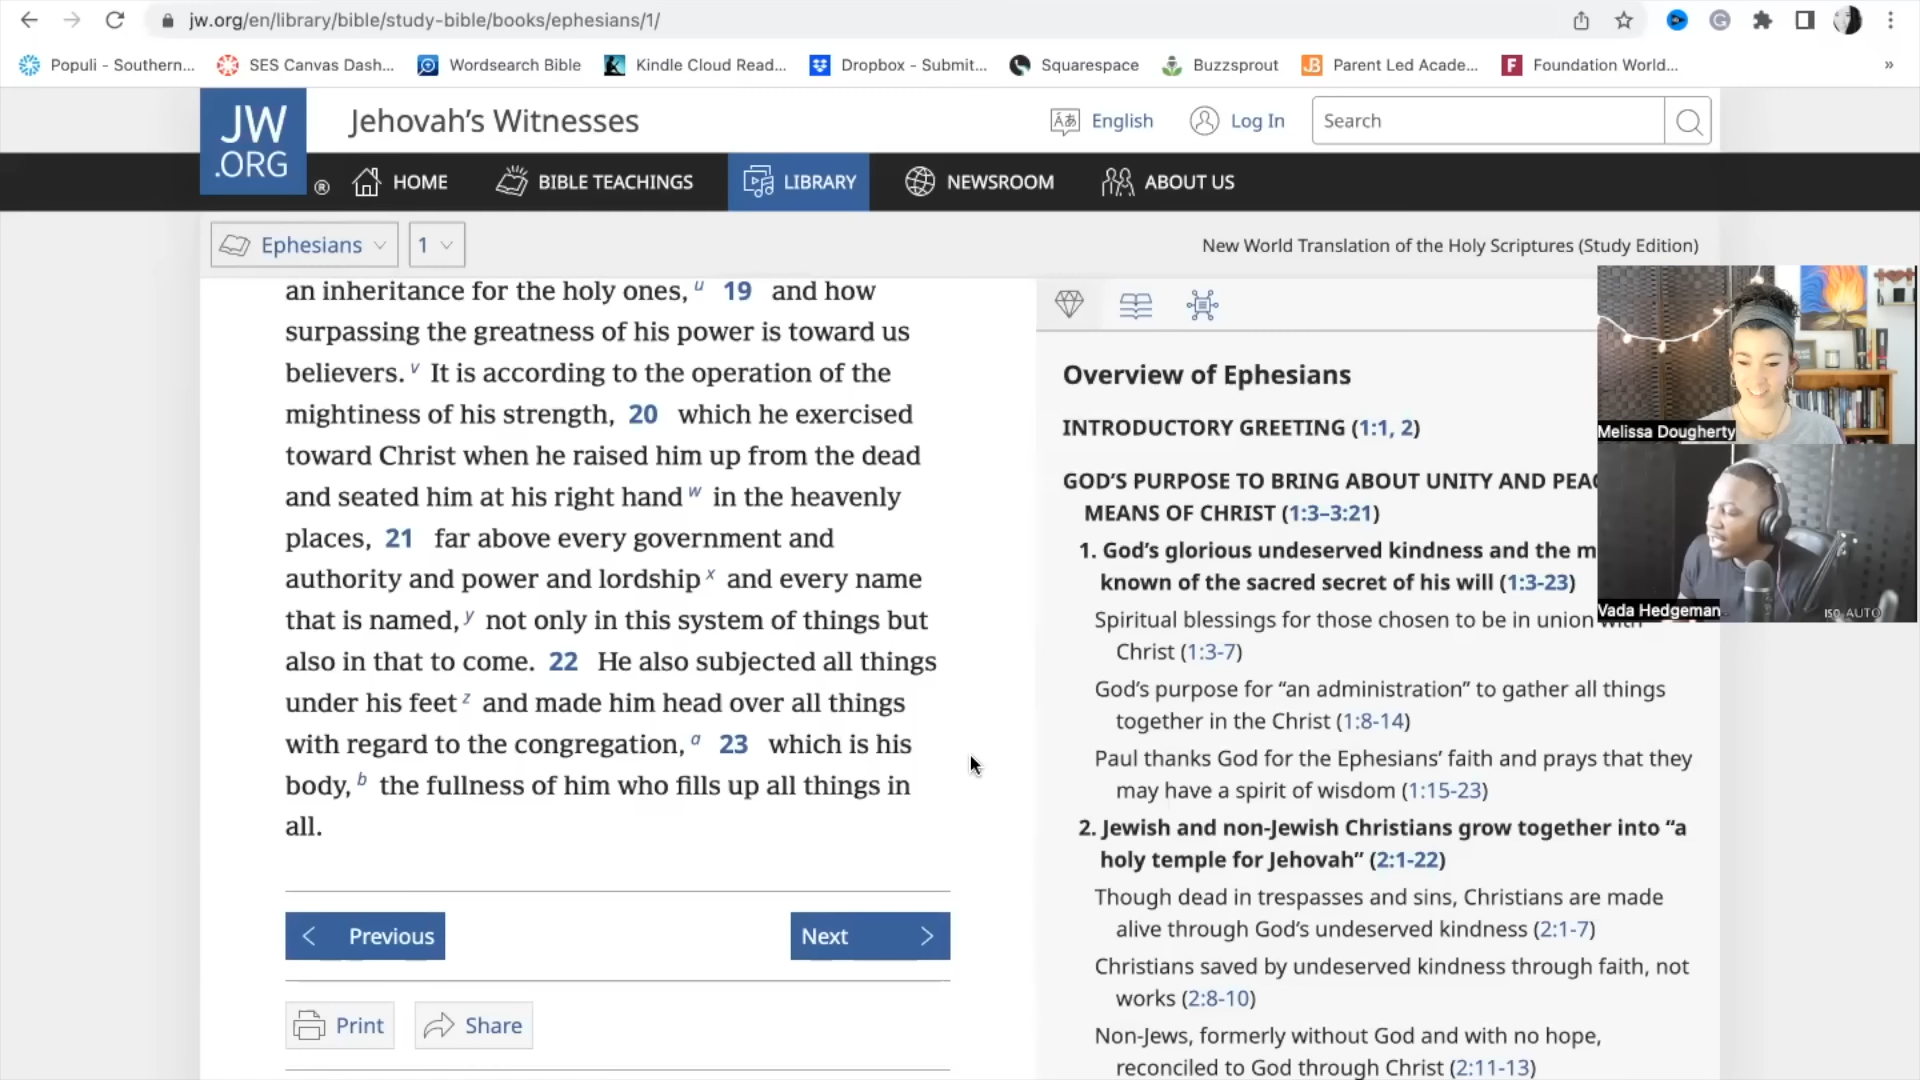 jw.org/en/library/bible/study-bible/books/ephesians/1/
Populi - Southern...
SES Canvas Dash...
Wordsearch Bible
Kindle Cloud Read...
Dropbox - Submit...
Squarespace
Buzzsprout
Parent Led Acade...
Foundation World...
»
JW
.ORG
®
Jehovah's Witnesses
English
Log In
Search
HOME
BIBLE TEACHINGS
LIBRARY
NEWSROOM
ABOUT US
Ephesians
1
New World Translation of the Holy Scriptures (Study Edition)
an inheritance for the holy ones, u 19 and how
surpassing the greatness of his power is toward us
believers. v It is according to the operation of the
mightiness of his strength, 20 which he exercised
toward Christ when he raised him up from the dead
and seated him at his right hand w in the heavenly
places, 21 far above every government and
authority and power and lordship x and every name
that is named, y not only in this system of things but
also in that to come. 22 He also subjected all things
under his feet z and made him head over all things
with regard to the congregation, a 23 which is his
body, b the fullness of him who fills up all things in
all.
Previous
Next
Print
Share
Overview of Ephesians
INTRODUCTORY GREETING (1:1, 2)
GOD'S PURPOSE TO BRING ABOUT UNITY AND PEAC
MEANS OF CHRIST (1:3–3:21)
1. God's glorious undeserved kindness and the m
known of the sacred secret of his will (1:3-23)
Spiritual blessings for those chosen to be in union with
Christ (1:3-7)
God's purpose for “an administration” to gather all things
together in the Christ (1:8-14)
Paul thanks God for the Ephesians' faith and prays that they
may have a spirit of wisdom (1:15-23)
2. Jewish and non-Jewish Christians grow together into “a
holy temple for Jehovah” (2:1-22)
Though dead in trespasses and sins, Christians are made
alive through God's undeserved kindness (2:1-7)
Christians saved by undeserved kindness through faith, not
works (2:8-10)
Non-Jews, formerly without God and with no hope,
reconciled to God through Christ (2:11-13)
Melissa Dougherty
Vada Hedgeman
ISO AUTO